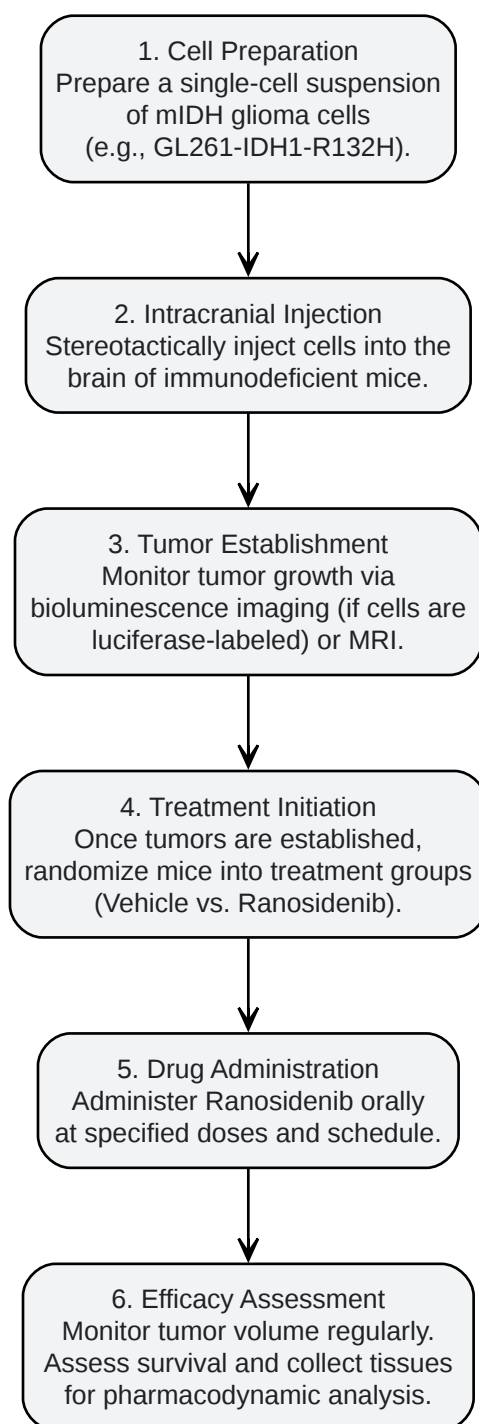 1. Cell Preparation
Prepare a single-cell suspension
of mIDH glioma cells
(e.g., GL261-IDH1-R132H).
2. Intracranial Injection
Stereotactically inject cells into the
brain of immunodeficient mice.
3. Tumor Establishment
Monitor tumor growth via
bioluminescence imaging (if cells are
luciferase-labeled) or MRI.
4. Treatment Initiation
Once tumors are established,
randomize mice into treatment groups
(Vehicle vs. Ranosidenib).
5. Drug Administration
Administer Ranosidenib orally
at specified doses and schedule.
6. Efficacy Assessment
Monitor tumor volume regularly.
Assess survival and collect tissues
for pharmacodynamic analysis.